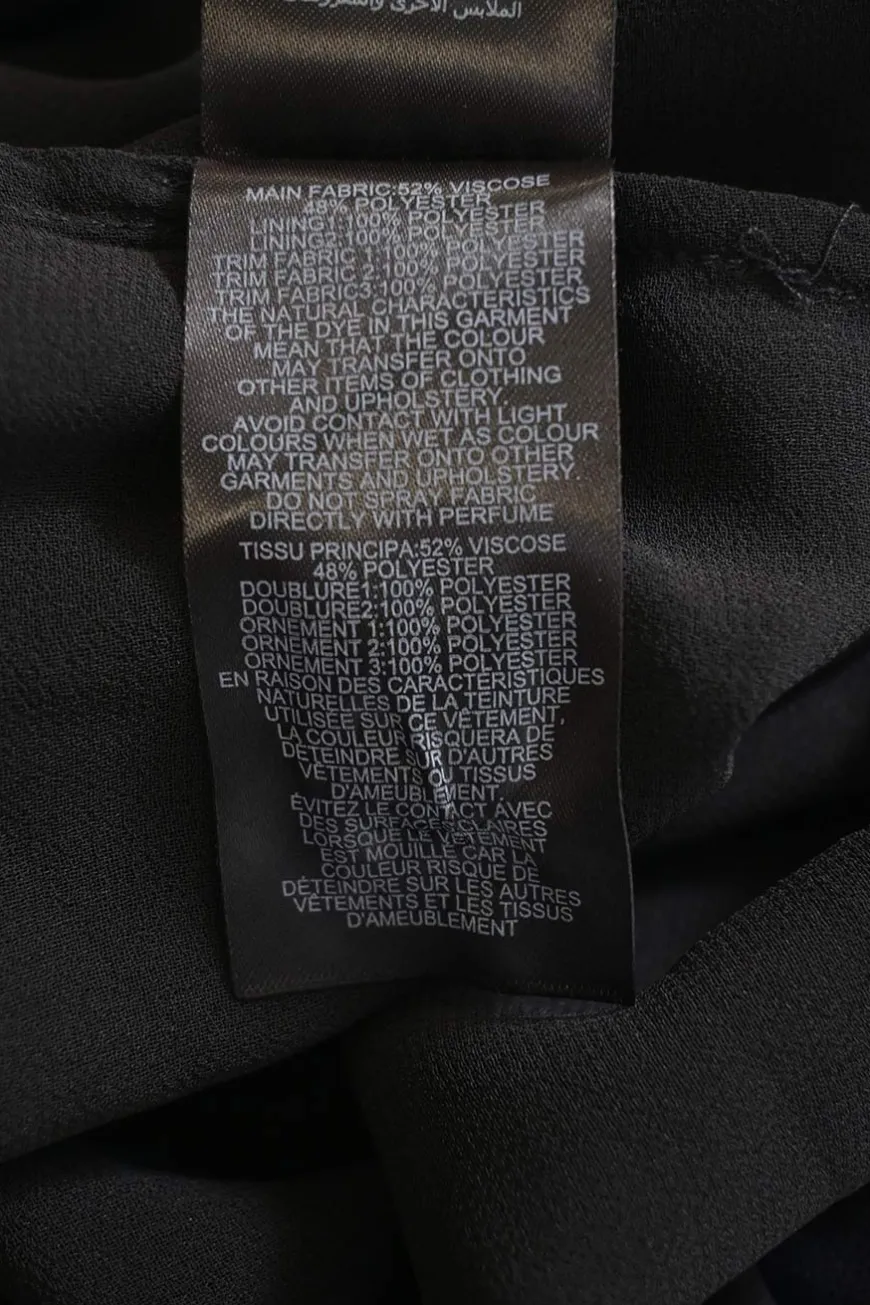 الملابس الأخرى والمفروشات
MAIN FABRIC:52% VISCOSE
48% POLYESTER
LINING1:100% POLYESTER
LINING2:100% POLYESTER
TRIM FABRIC 1:100% POLYESTER
TRIM FABRIC 2:100% POLYESTER
TRIM FABRIC3:100% POLYESTER
THE NATURAL CHARACTERISTICS
OF THE DYE IN THIS GARMENT
MEAN THAT THE COLOUR
MAY TRANSFER ONTO
OTHER ITEMS OF CLOTHING
AND UPHOLSTERY.
AVOID CONTACT WITH LIGHT
COLOURS WHEN WET AS COLOUR
MAY TRANSFER ONTO OTHER
GARMENTS AND UPHOLSTERY.
DO NOT SPRAY FABRIC
DIRECTLY WITH PERFUME
TISSU PRINCIPA:52% VISCOSE
48% POLYESTER
DOUBLURE1:100% POLYESTER
DOUBLURE2:100% POLYESTER
ORNEMENT 1:100% POLYESTER
ORNEMENT 2:100% POLYESTER
ORNEMENT 3:100% POLYESTER
EN RAISON DES CARACTÉRISTIQUES
NATURELLES DE LA TEINTURE
UTILISÉE SUR CE VÊTEMENT,
LA COULEUR RISQUERA DE
DÉTEINDRE SUR D'AUTRES
VÊTEMENTS OU TISSUS
D'AMEUBLEMENT.
ÉVITEZ LE CONTACT AVEC
DES SURFACES CLAIRES
LORSQUE LE VÊTEMENT
EST MOUILLÉ CAR LA
COULEUR RISQUE DE
DÉTEINDRE SUR LES AUTRES
VÊTEMENTS ET LES TISSUS
D'AMEUBLEMENT